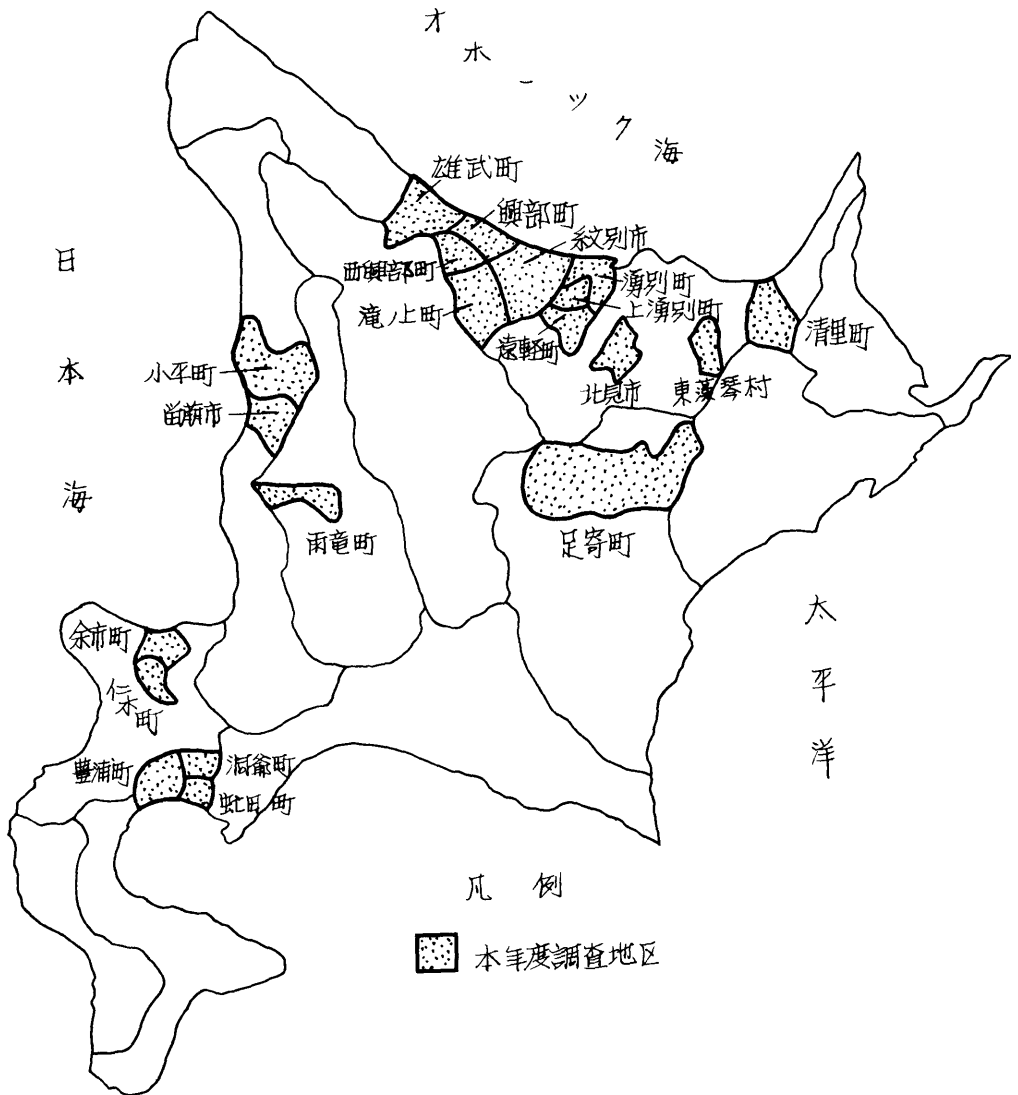 オホーツク海
雄武町
興部町
紋別市
西興部町
湧別町
滝ノ上町
上湧別町
遠軽町
清里町
北見市
東藻琴村
日本海
小平町
留萌市
雨竜町
足寄町
太平洋
余市町
仁木町
豊浦町
洞爺町
虻田町
凡例
本年度調査地区